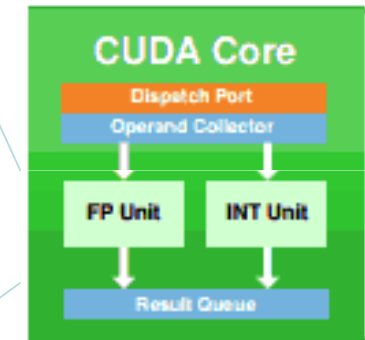 CUDA Core
Dispatch Port
Operand Collector
FP Unit INT Unit
Result Queue